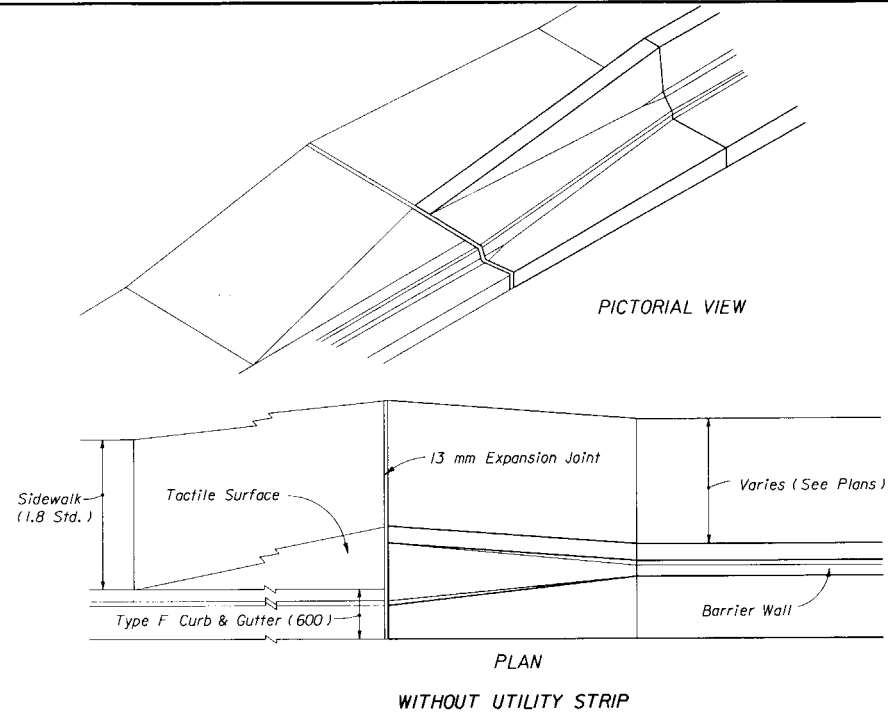 PICTORIAL VIEW
13 mm Expansion Joint
Sidewalk
(1.8 Std.)
Tactile Surface
Varies (See Plans)
Type F Curb & Gutter (600)
Barrier Wall
PLAN
WITHOUT UTILITY STRIP